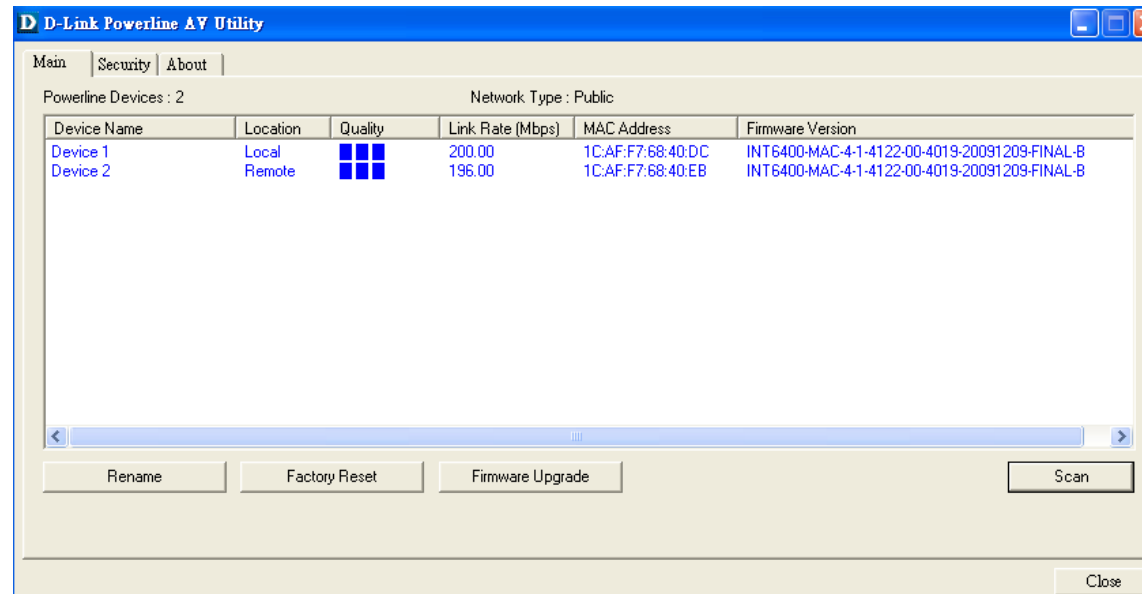 D D-Link Powerline AV Utility
Main Security About
Powerline Devices : 2 Network Type : Public
Device Name Location Quality Link Rate (Mbps) MAC Address Firmware Version
Device 1 Local 200.00 1C:AF:F7:68:40:DC INT6400-MAC-4-1-4122-00-4019-20091209-FINAL-B
Device 2 Remote 196.00 1C:AF:F7:68:40:EB INT6400-MAC-4-1-4122-00-4019-20091209-FINAL-B
Rename Factory Reset Firmware Upgrade Scan
Close